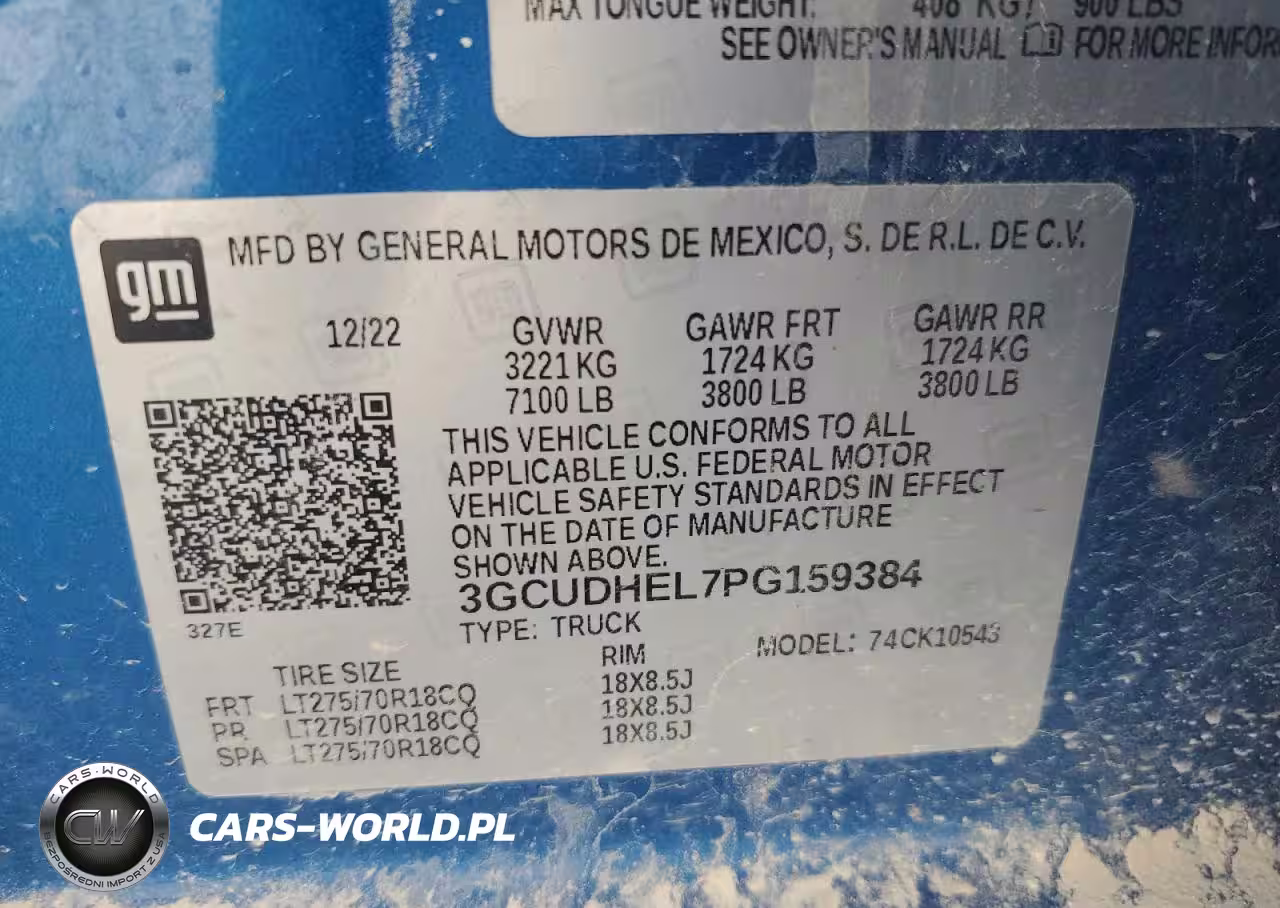 MAX TONGUE WEIGHT: 408 KG / 900 LBS
SEE OWNER'S MANUAL FOR MORE INFOR
gm
MFD BY GENERAL MOTORS DE MEXICO, S. DE R.L. DE C.V.
12/22 GVWR GAWR FRT GAWR RR
3221 KG 1724 KG 1724 KG
7100 LB 3800 LB 3800 LB
THIS VEHICLE CONFORMS TO ALL
APPLICABLE U.S. FEDERAL MOTOR
VEHICLE SAFETY STANDARDS IN EFFECT
ON THE DATE OF MANUFACTURE
SHOWN ABOVE.
3GCUDHEL7PG159384
327E
TYPE: TRUCK MODEL: 74CK10543
TIRE SIZE RIM
FRT LT275/70R18CQ 18X8.5J
RR LT275/70R18CQ 18X8.5J
SPA LT275/70R18CQ 18X8.5J
CARS-WORLD
CW
BEZPOŚREDNI IMPORT Z USA
CARS-WORLD.PL